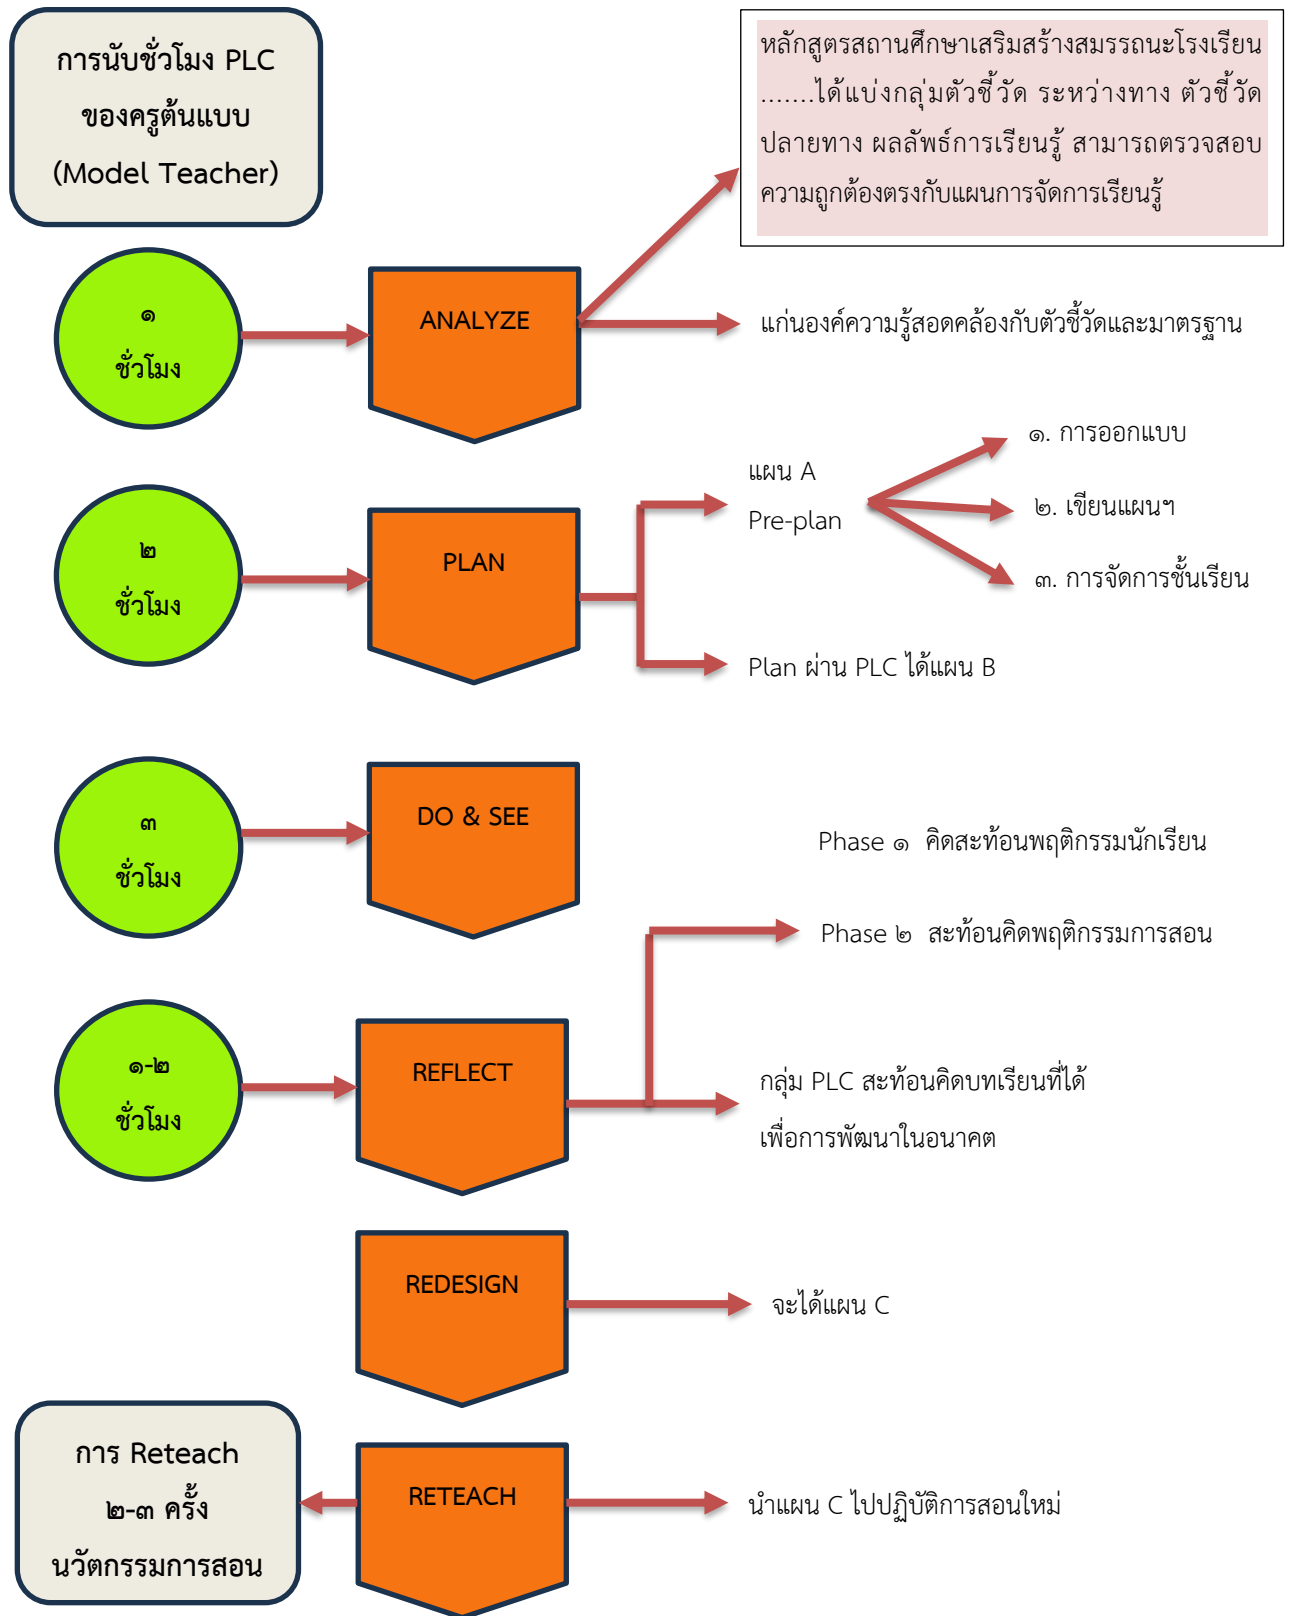 การนับชั่วโมง PLC
ของครูต้นแบบ
(Model Teacher)
หลักสูตรสถานศึกษาเสริมสร้างสมรรถนะโรงเรียน
.......ได้แบ่งกลุ่มตัวชี้วัด ระหว่างทาง ตัวชี้วัด
ปลายทาง ผลลัพธ์การเรียนรู้ สามารถตรวจสอบ
ความถูกต้องตรงกับแผนการจัดการเรียนรู้
๑
ชั่วโมง
ANALYZE
แก่นองค์ความรู้สอดคล้องกับตัวชี้วัดและมาตรฐาน
๒
ชั่วโมง
PLAN
แผน A
Pre-plan
๑. การออกแบบ
๒. เขียนแผนฯ
๓. การจัดการชั้นเรียน
Plan ผ่าน PLC ได้แผน B
๓
ชั่วโมง
DO & SEE
Phase ๑ คิดสะท้อนพฤติกรรมนักเรียน
Phase ๒ สะท้อนคิดพฤติกรรมการสอน
๑-๒
ชั่วโมง
REFLECT
กลุ่ม PLC สะท้อนคิดบทเรียนที่ได้
เพื่อการพัฒนาในอนาคต
REDESIGN
จะได้แผน C
การ Reteach
๒-๓ ครั้ง
นวัตกรรมการสอน
RETEACH
นำแผน C ไปปฏิบัติการสอนใหม่